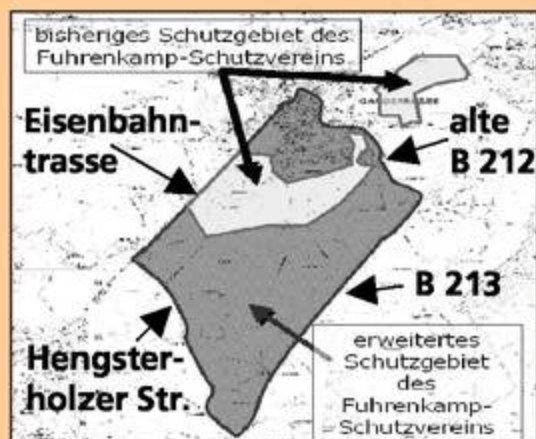 bisheriges Schutzgebiet des
Fuhrenkamp-Schutzvereins
Eisenbahn-
trasse
alte
B 212
B 213
Hengster-
holzer Str.
erweitertes
Schutzgebiet
des
Fuhrenkamp-
Schutzvereins